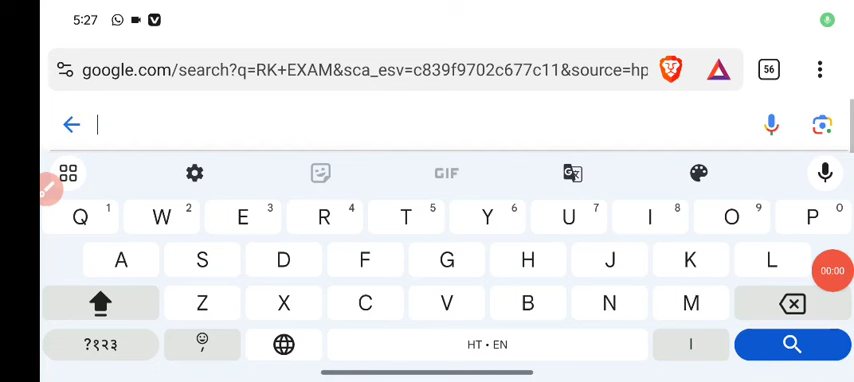 5:27
google.com/search?q=RK+EXAM&sca_esv=c839f9702c677c11&source=hp
56
GIF
Q 1 W 2 E 3 R 4 T 5 Y 6 U 7 I 8 O 9 P 0
A S D F G H J K L
00:00
Z X C V B N M
?१२३ , HT • EN ।